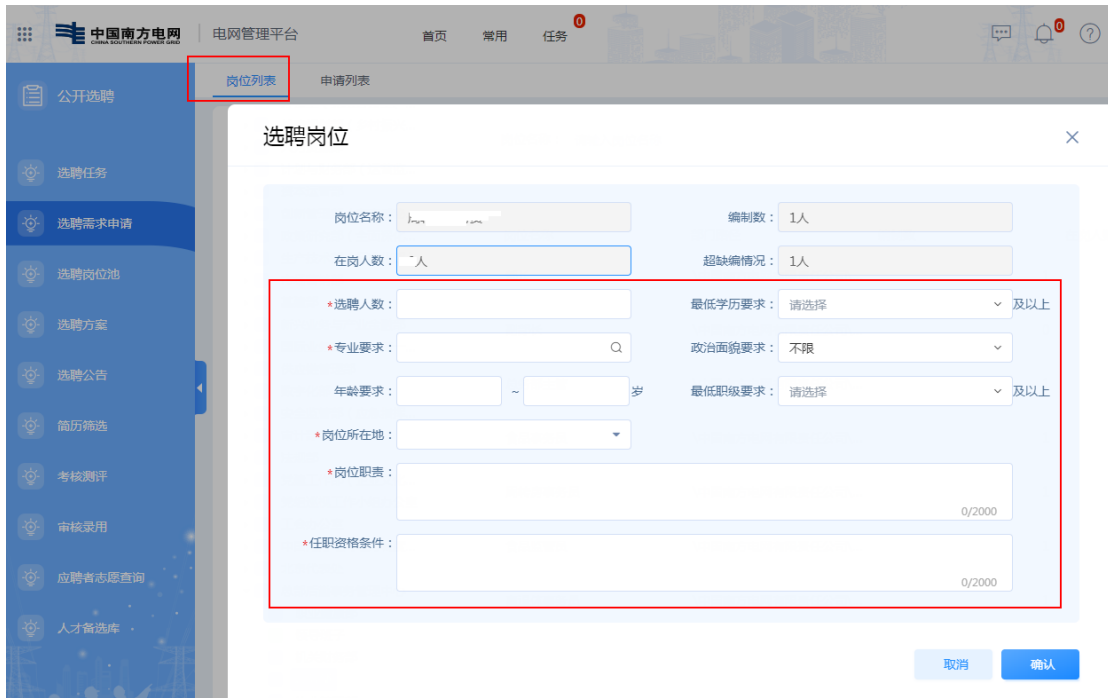 中国南方电网 电网管理平台 首页 常用 任务 0 0
CHINA SOUTHERN POWER GRID
岗位列表 申请列表
公开选聘
选聘任务
选聘需求申请
选聘岗位池
选聘方案
选聘公告
简历筛选
考核测评
审核录用
应聘者志愿查询
人才备选库
选聘岗位
岗位名称： 编制数： 1人
在岗人数： 人 超缺编情况： 1人
*选聘人数： 最低学历要求： 请选择 及以上
*专业要求： 政治面貌要求： 不限
年龄要求： ~ 岁 最低职级要求： 请选择 及以上
*岗位所在地：
*岗位职责：
0/2000
*任职资格条件：
0/2000
取消 确认